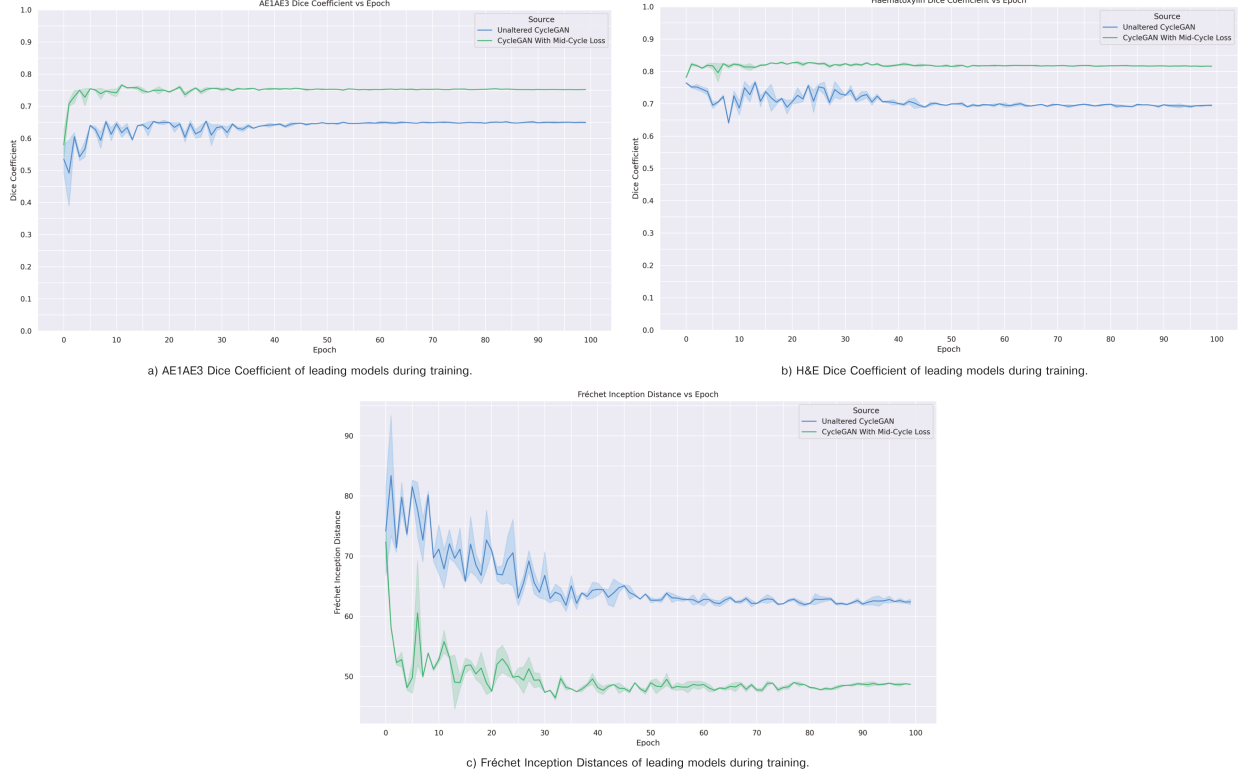 AE1AE3 Dice Coefficient vs Epoch
1.0
0.9
0.8
0.7
0.6
0.5
0.4
0.3
0.2
0.1
0.0
Dice Coefficient
Source
Unaltered CycleGAN
CycleGAN With Mid-Cycle Loss
0 10 20 30 40 50 60 70 80 90 100
Epoch
a) AE1AE3 Dice Coefficient of leading models during training.
Haematoxylin Dice Coefficient vs Epoch
1.0
0.9
0.8
0.7
0.6
0.5
0.4
0.3
0.2
0.1
0.0
Dice Coefficient
Source
Unaltered CycleGAN
CycleGAN With Mid-Cycle Loss
0 10 20 30 40 50 60 70 80 90 100
Epoch
b) H&E Dice Coefficient of leading models during training.
Fréchet Inception Distance vs Epoch
90
80
70
60
50
Fréchet Inception Distance
Source
Unaltered CycleGAN
CycleGAN With Mid-Cycle Loss
0 10 20 30 40 50 60 70 80 90 100
Epoch
c) Fréchet Inception Distances of leading models during training.